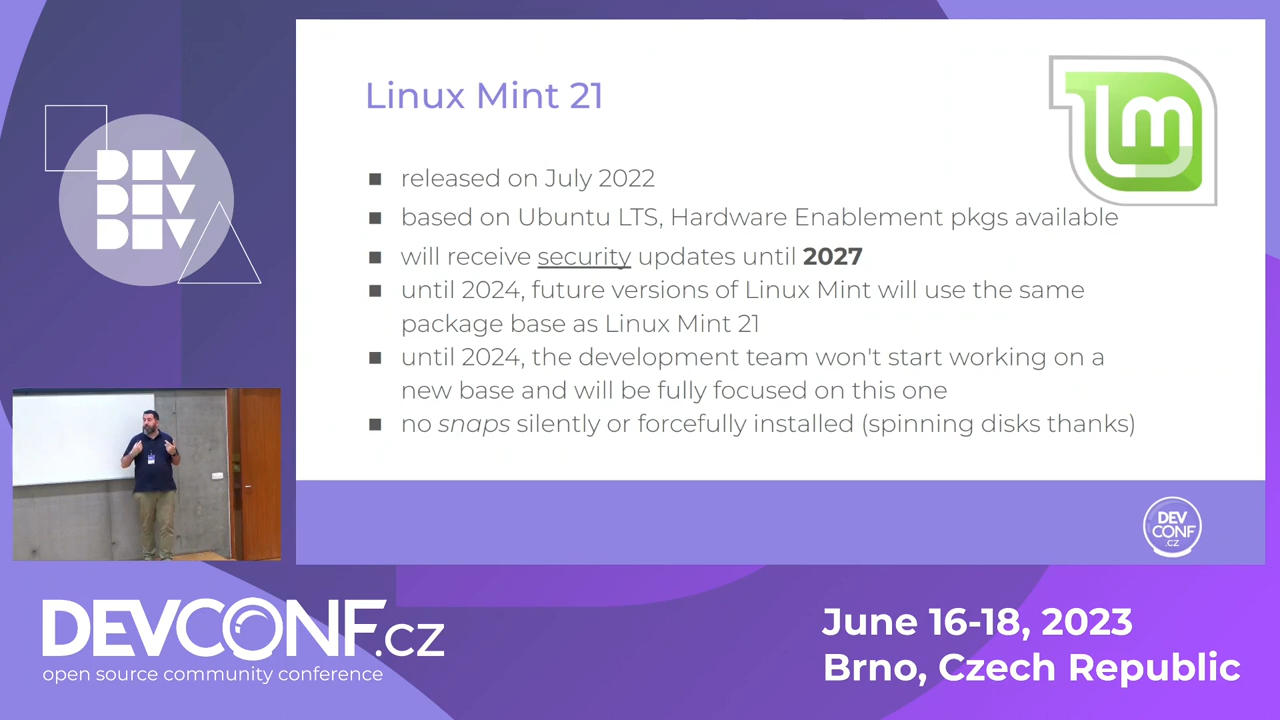 DEV
DEV
DEV
Linux Mint 21
lm
■ released on July 2022
■ based on Ubuntu LTS, Hardware Enablement pkgs available
■ will receive security updates until 2027
■ until 2024, future versions of Linux Mint will use the same
package base as Linux Mint 21
■ until 2024, the development team won't start working on a
new base and will be fully focused on this one
■ no snaps silently or forcefully installed (spinning disks thanks)
DEV
CONF
.CZ
DEVCONF.cz
open source community conference
June 16-18, 2023
Brno, Czech Republic